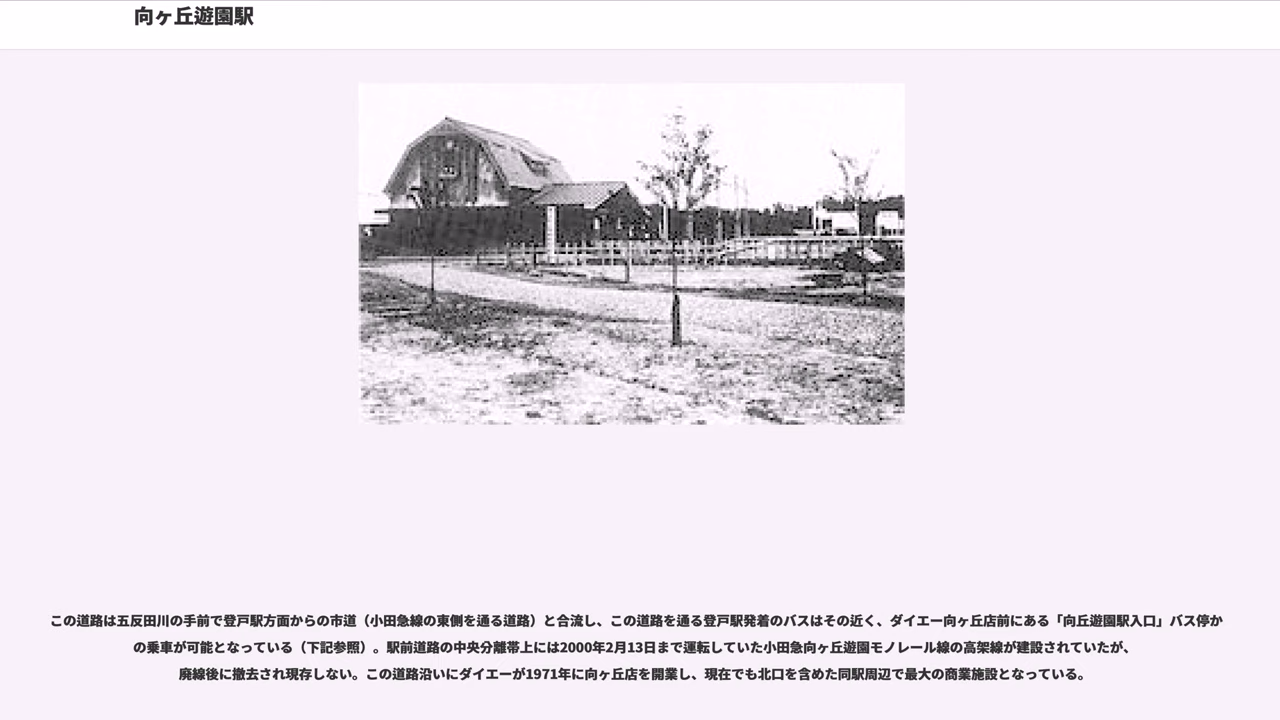 向ヶ丘遊園駅
この道路は五反田川の手前で登戸駅方面からの市道（小田急線の東側を通る道路）と合流し、この道路を通る登戸駅発着のバスはその近く、ダイエー向ヶ丘店前にある「向丘遊園駅入口」バス停か
の乗車が可能となっている（下記参照）。駅前道路の中央分離帯上には2000年2月13日まで運転していた小田急向ヶ丘遊園モノレール線の高架線が建設されていたが、
廃線後に撤去され現存しない。この道路沿いにダイエーが1971年に向ヶ丘店を開業し、現在でも北口を含めた同駅周辺で最大の商業施設となっている。